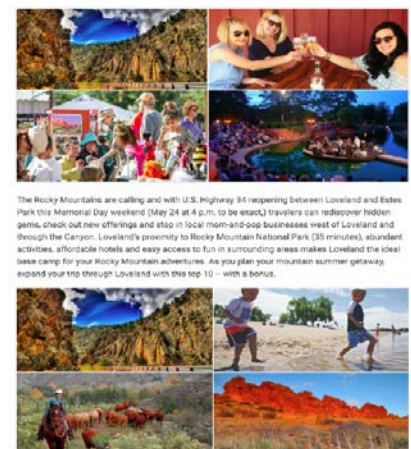 The Rocky Mountains are calling and with U.S. Highway 34 reopening between Loveland and Estes
Park this Memorial Day weekend (May 24 at 4 p.m. to be exact,) travelers can rediscover hidden
gems, check out new offerings and stop in local mom-and-pop businesses west of Loveland and
through the Canyon. Loveland's proximity to Rocky Mountain National Park (35 minutes), abundant
activities, affordable hotels and easy access to fun in surrounding areas makes Loveland the ideal
base camp for your Rocky Mountain adventures. As you plan your mountain summer getaway,
expand your trip through Loveland with this top 10 – with a bonus.